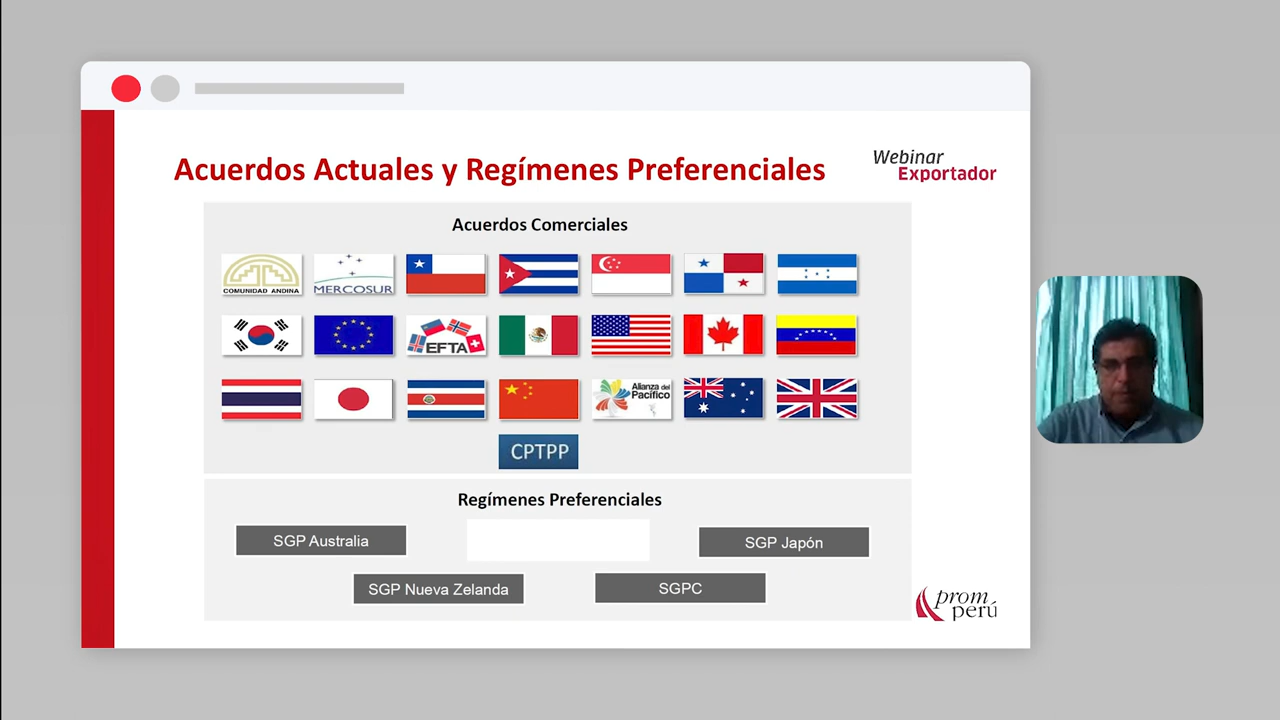 Acuerdos Actuales y Regímenes Preferenciales
Webinar
Exportador
Acuerdos Comerciales
COMUNIDAD ANDINA
MERCOSUR
EFTA
Alianza del
Pacífico
CPTPP
Regímenes Preferenciales
SGP Australia
SGP Japón
SGP Nueva Zelanda
SGPC
prom
perú